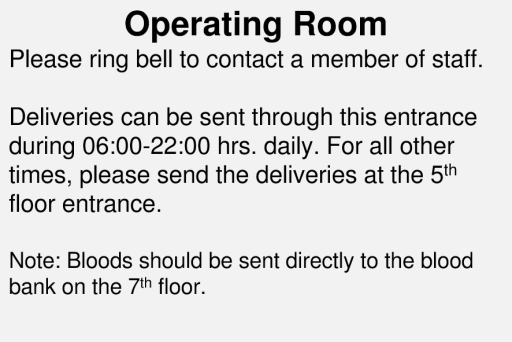 Operating Room
Please ring bell to contact a member of staff.
Deliveries can be sent through this entrance
during 06:00-22:00 hrs. daily. For all other
times, please send the deliveries at the 5th
floor entrance.
Note: Bloods should be sent directly to the blood
bank on the 7th floor.